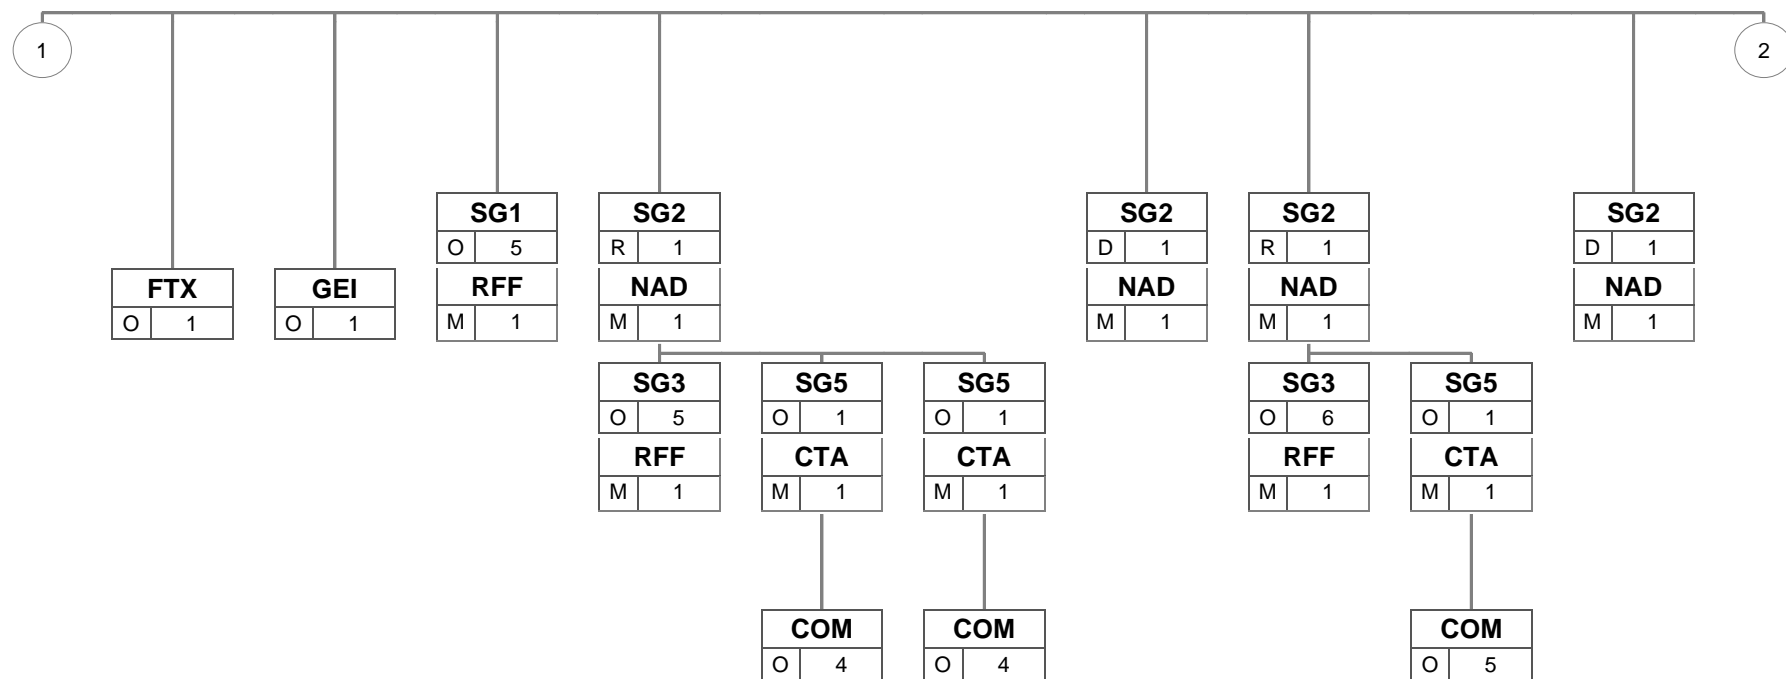 1 2
SG1 SG2 SG2 SG2 SG2
O 5 R 1 D 1 R 1 D 1
FTX GEI RFF NAD NAD NAD NAD
O 1 O 1 M 1 M 1 M 1 M 1 M 1
SG3 SG5 SG5 SG3 SG5
O 5 O 1 O 1 O 6 O 1
RFF CTA CTA RFF CTA
M 1 M 1 M 1 M 1 M 1
COM COM COM
O 4 O 4 O 5